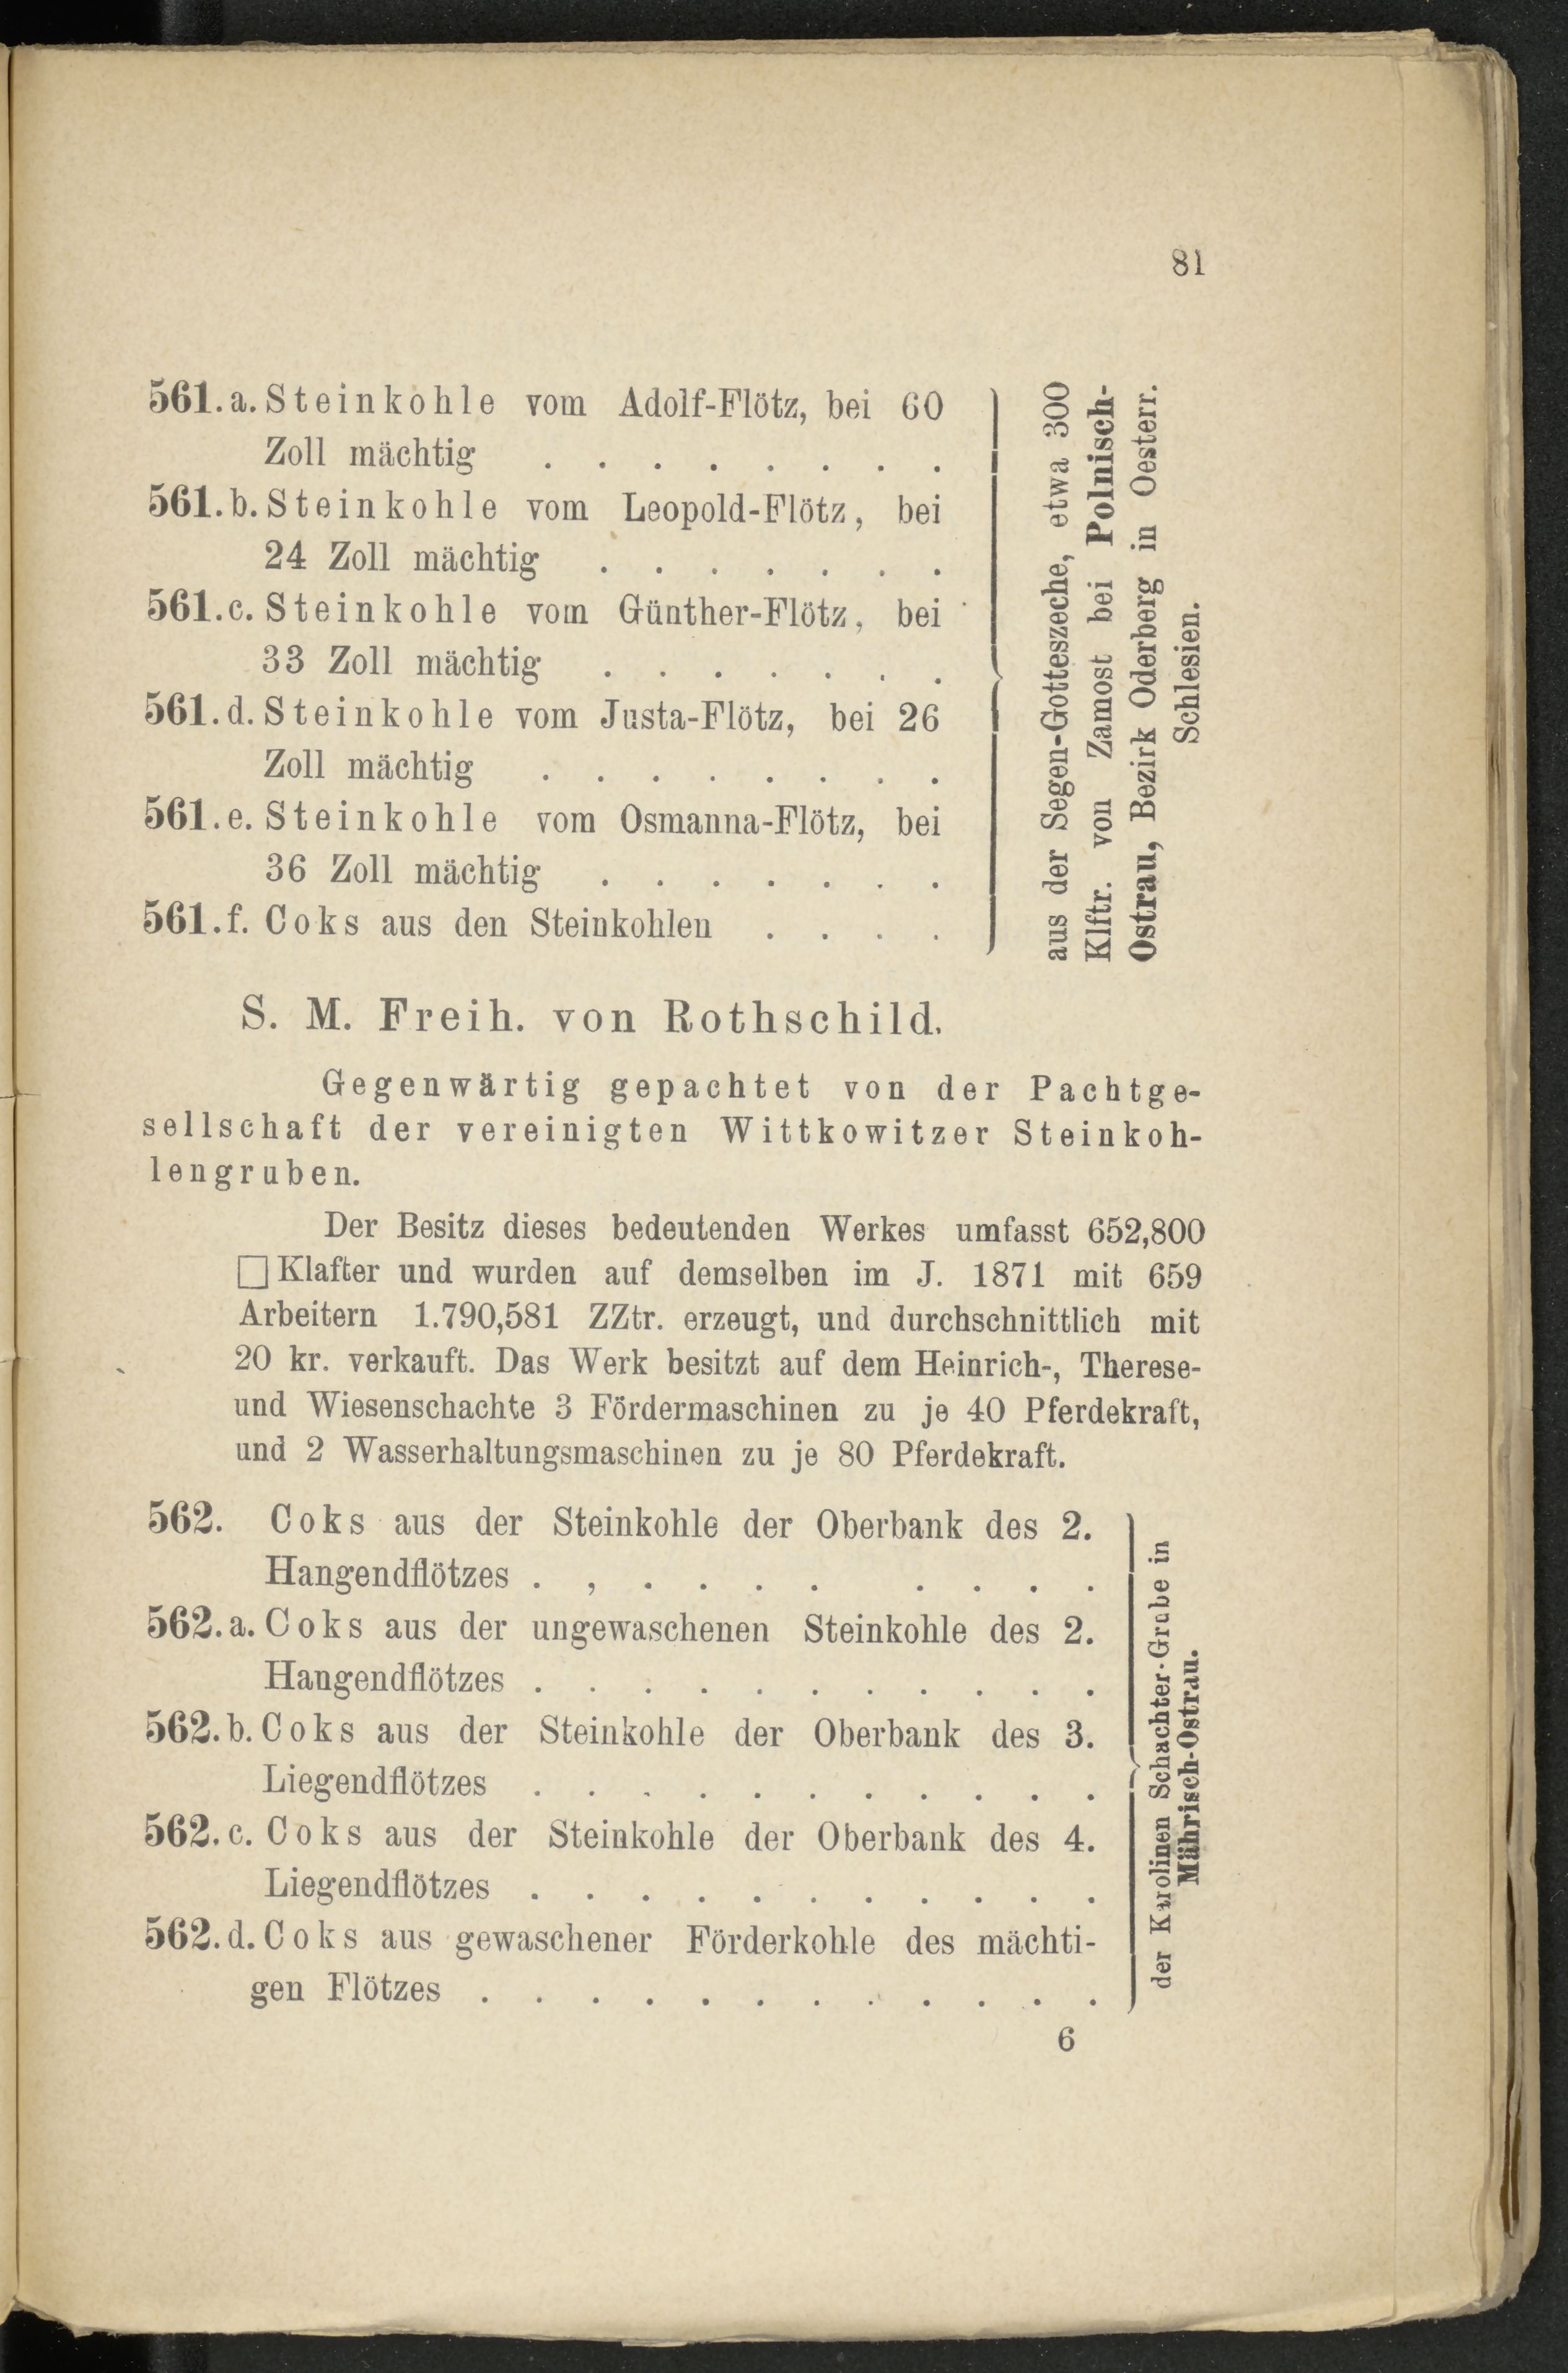 81
561.a. Steinkohle vom Adolf-Flötz, bei 60
Zoll mächtig . . . . . . . .
561.b. Steinkohle vom Leopold-Flötz, bei
24 Zoll mächtig . . . . . . .
561.c. Steinkohle vom Günther-Flötz, bei
33 Zoll mächtig . . . . . . .
561.d. Steinkohle vom Justa-Flötz, bei 26
Zoll mächtig . . . . . . . .
561.e. Steinkohle vom Osmanna-Flötz, bei
36 Zoll mächtig . . . . . . .
561.f. Coks aus den Steinkohlen . . . .
aus der Segen-Gotteszeche, etwa 300
Klftr. von Zamost bei Polnisch-
Ostrau, Bezirk Oderberg in Oesterr.
Schlesien.
S. M. Freih. von Rothschild.
Gegenwärtig gepachtet von der Pachtge-
sellschaft der vereinigten Wittkowitzer Steinkoh-
lengruben.
Der Besitz dieses bedeutenden Werkes umfasst 652,800
□ Klafter und wurden auf demselben im J. 1871 mit 659
Arbeitern 1.790,581 ZZtr. erzeugt, und durchschnittlich mit
20 kr. verkauft. Das Werk besitzt auf dem Heinrich-, Therese-
und Wiesenschachte 3 Fördermaschinen zu je 40 Pferdekraft,
und 2 Wasserhaltungsmaschinen zu je 80 Pferdekraft.
562. Coks aus der Steinkohle der Oberbank des 2.
Hangendflötzes . , . . . . . . . .
562.a. Coks aus der ungewaschenen Steinkohle des 2.
Hangendflötzes . . . . . . . . . . .
562.b. Coks aus der Steinkohle der Oberbank des 3.
Liegendflötzes . . . . . . . . . . .
562.c. Coks aus der Steinkohle der Oberbank des 4.
Liegendflötzes . . . . . . . . . . .
562.d. Coks aus gewaschener Förderkohle des mächti-
gen Flötzes . . . . . . . . . . . .
der Karolinen Schachter-Grube in
Mährisch-Ostrau.
6